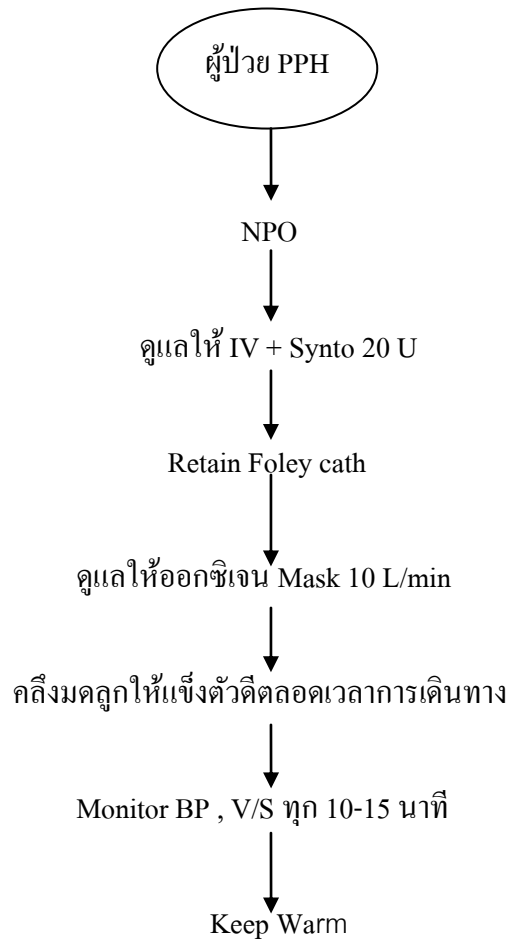 ผู้ป่วย PPH
NPO
ดูแลให้ IV + Synto 20 U
Retain Foley cath
ดูแลให้ออกซิเจน Mask 10 L/min
คลึงมดลูกให้แข็งตัวดีตลอดเวลาการเดินทาง
Monitor BP , V/S ทุก 10-15 นาที
Keep Warm